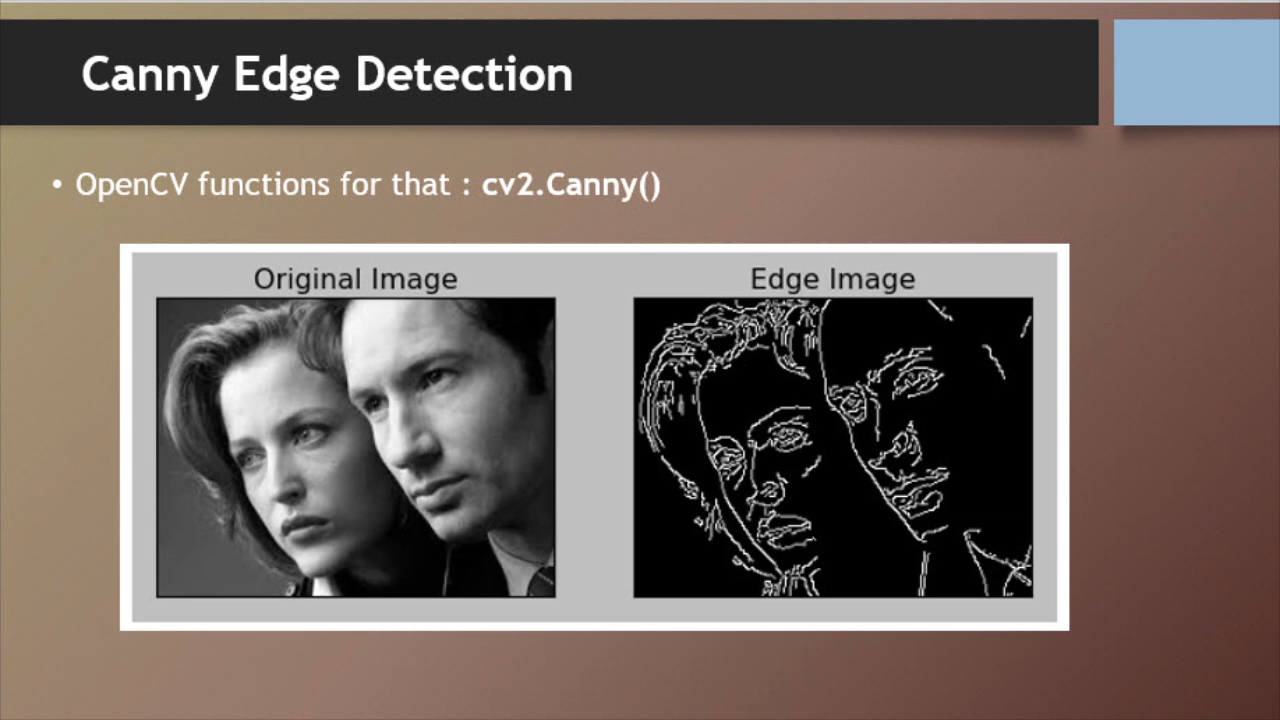 Canny Edge Detection
• OpenCV functions for that : cv2.Canny()
Original Image
Edge Image